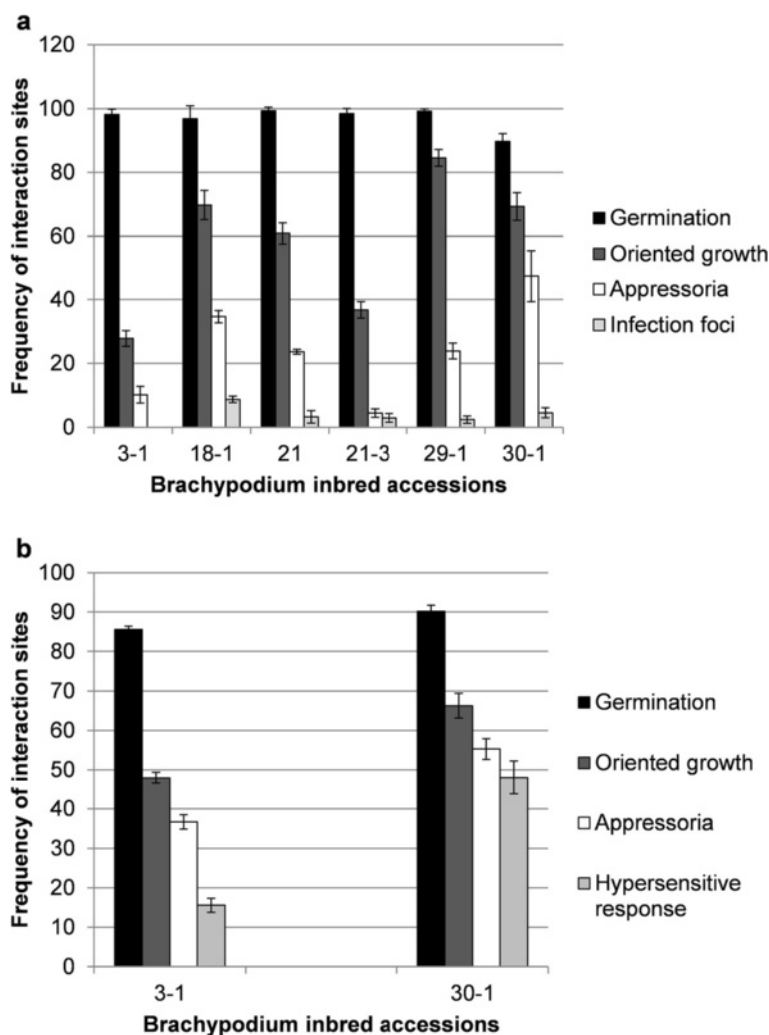 a
120
100
80
60
40
20
0
Frequency of interaction sites
3-1 18-1 21 21-3 29-1 30-1
Brachypodium inbred accessions
Germination
Oriented growth
Appressoria
Infection foci
b
100
90
80
70
60
50
40
30
20
10
0
Frequency of interaction sites
3-1 30-1
Brachypodium inbred accessions
Germination
Oriented growth
Appressoria
Hypersensitive
response